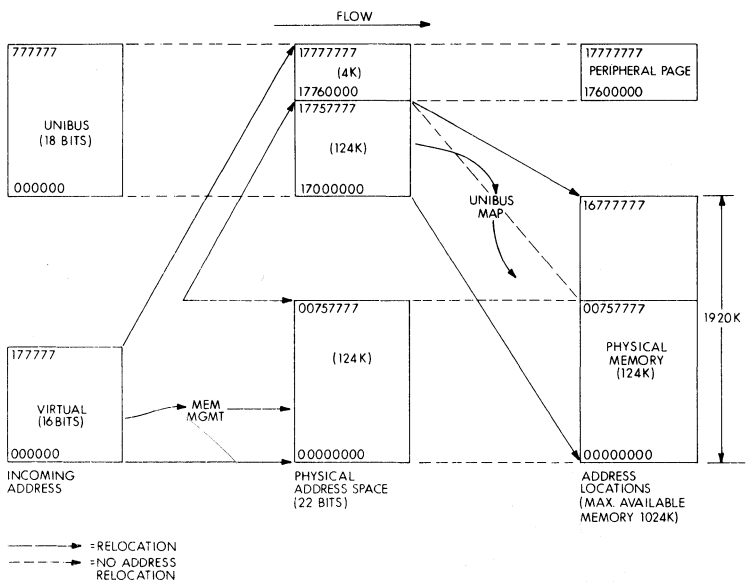 FLOW
777777
UNIBUS
(18 BITS)
000000
17777777
(4K)
17760000
17757777
(124K)
17000000
17777777
PERIPHERAL PAGE
17600000
UNIBUS
MAP
16777777
1920K
00757777
(124K)
00000000
00757777
PHYSICAL
MEMORY
(124K)
00000000
177777
VIRTUAL
(16BITS)
000000
MEM
MGMT
INCOMING
ADDRESS
PHYSICAL
ADDRESS SPACE
(22 BITS)
ADDRESS
LOCATIONS
(MAX. AVAILABLE
MEMORY 1024K)
=RELOCATION
=NO ADDRESS
RELOCATION